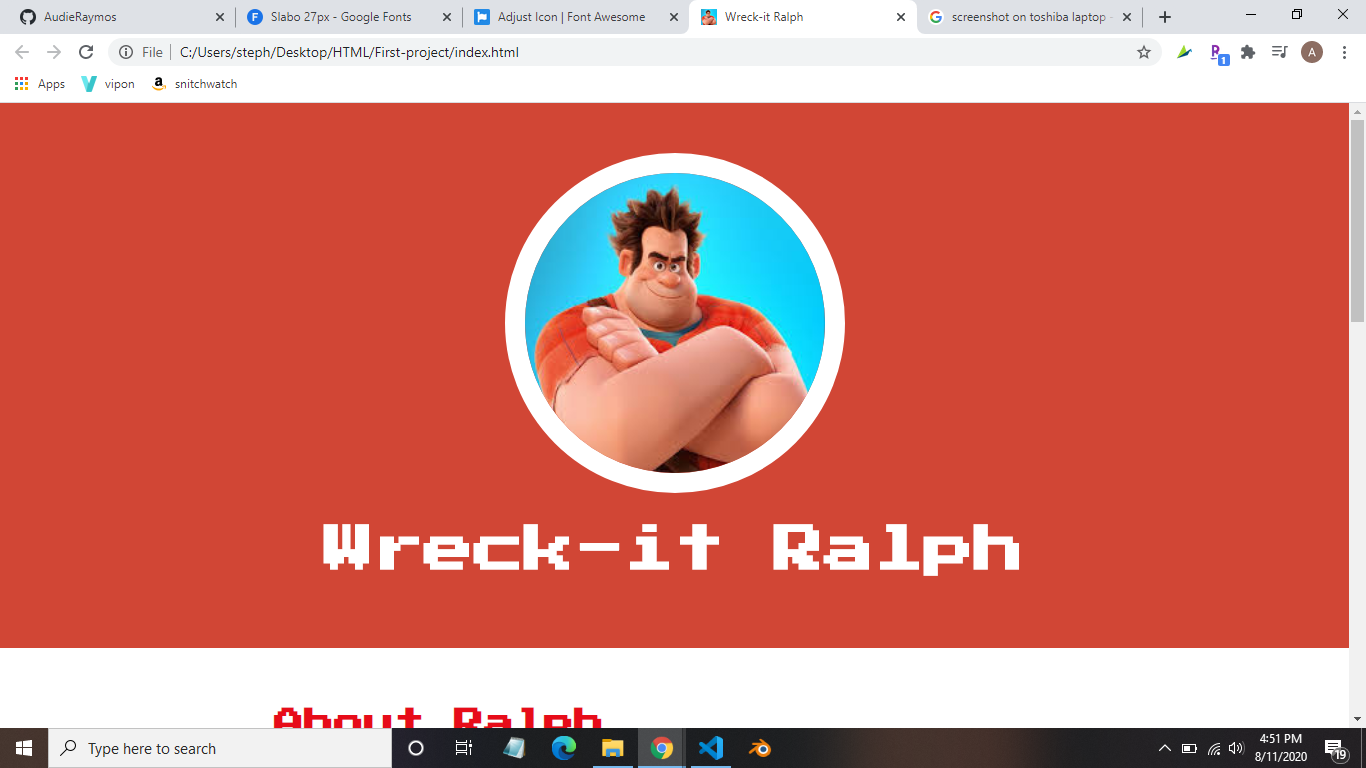 AudieRaymos
Slabo 27px - Google Fonts
Adjust Icon | Font Awesome
Wreck-it Ralph
screenshot on toshiba laptop
File
C:/Users/steph/Desktop/HTML/First-project/index.html
1
A
Apps
vipon
snitchwatch
Wreck-it Ralph
About Ralph
Type here to search
4:51 PM
8/11/2020
19